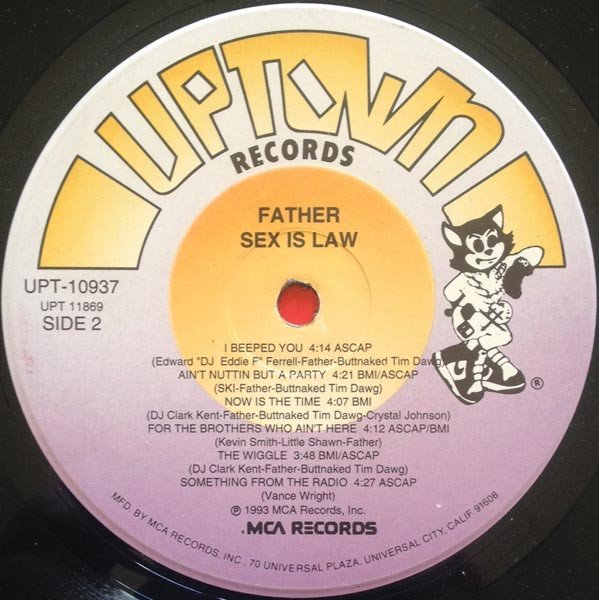 UPTOWN
RECORDS
FATHER
SEX IS LAW
UPT-10937
UPT 11869
SIDE 2
®
I BEEPED YOU 4:14 ASCAP
(Edward "DJ Eddie F" Ferrell-Father-Buttnaked Tim Dawg)
AIN'T NUTTIN BUT A PARTY 4:21 BMI/ASCAP
(SKI-Father-Buttnaked Tim Dawg)
NOW IS THE TIME 4:07 BMI
(DJ Clark Kent-Father-Buttnaked Tim Dawg-Crystal Johnson)
FOR THE BROTHERS WHO AIN'T HERE 4:12 ASCAP/BMI
(Kevin Smith-Little Shawn-Father)
THE WIGGLE 3:48 BMI/ASCAP
(DJ Clark Kent-Father-Buttnaked Tim Dawg)
SOMETHING FROM THE RADIO 4:27 ASCAP
(Vance Wright)
℗ 1993 MCA Records, Inc.
.MCA RECORDS
MFD. BY MCA RECORDS, INC., 70 UNIVERSAL PLAZA, UNIVERSAL CITY, CALIF 91608